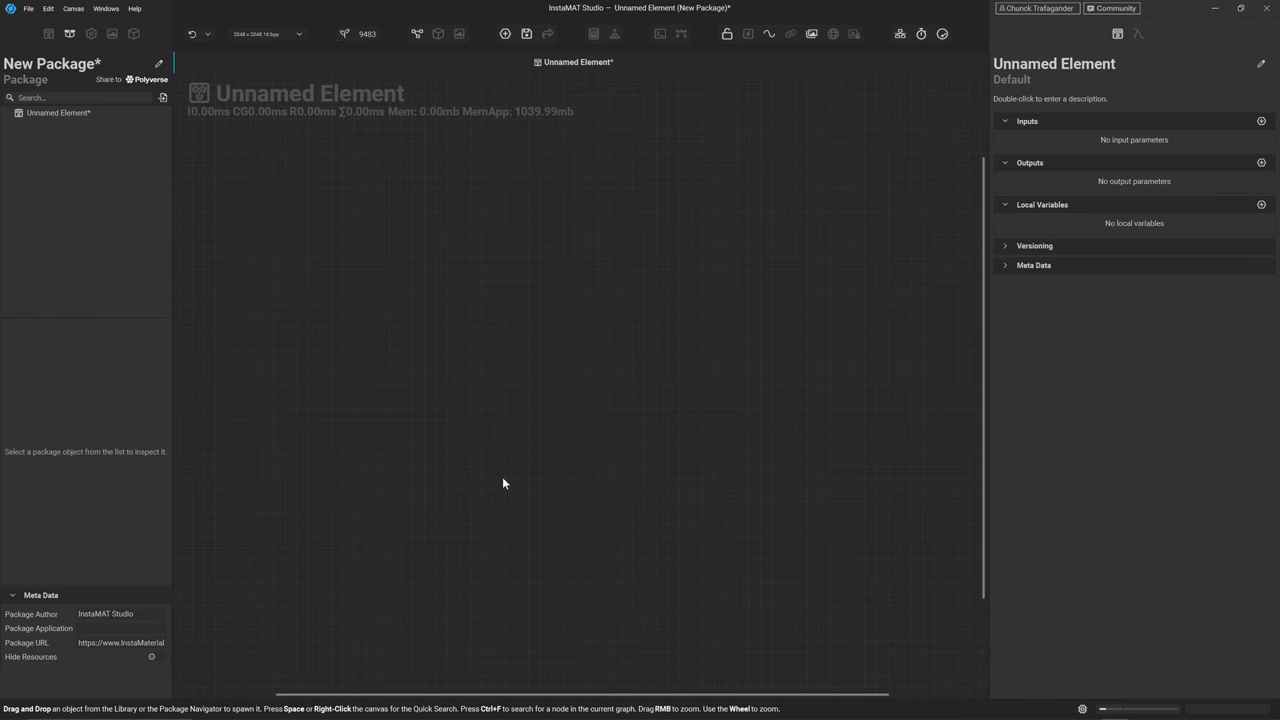 File Edit Canvas Windows Help
InstaMAT Studio – Unnamed Element (New Package)*
Chunck Trafagander
Community
2048 x 2048 16 bpp
9483
New Package*
Package
Share to Polyverse
Search...
Unnamed Element*
Select a package object from the list to inspect it.
Meta Data
Package Author InstaMAT Studio
Package Application
Package URL https://www.InstaMaterial
Hide Resources
Unnamed Element*
Unnamed Element
I0.00ms CG0.00ms R0.00ms ∑0.00ms Mem: 0.00mb MemApp: 1039.99mb
Unnamed Element
Default
Double-click to enter a description.
Inputs
No input parameters
Outputs
No output parameters
Local Variables
No local variables
Versioning
Meta Data
Drag and Drop an object from the Library or the Package Navigator to spawn it. Press Space or Right-Click the canvas for the Quick Search. Press Ctrl+F to search for a node in the current graph. Drag RMB to zoom. Use the Wheel to zoom.